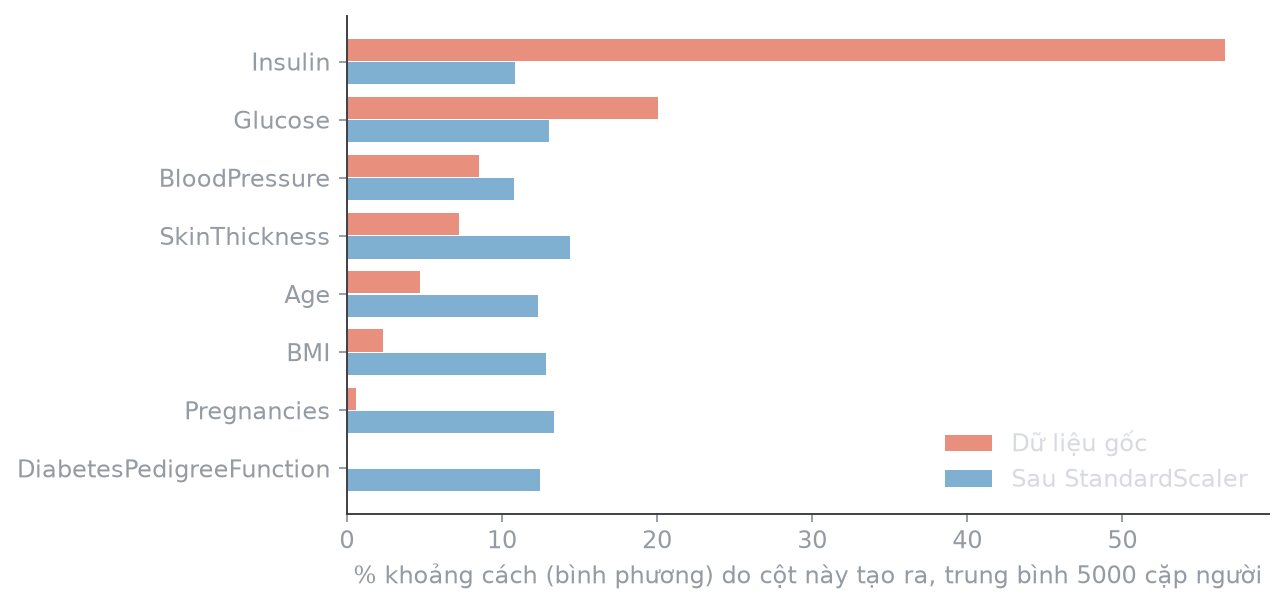 Insulin
Glucose
BloodPressure
SkinThickness
Age
BMI
Pregnancies
DiabetesPedigreeFunction
Dữ liệu gốc
Sau StandardScaler
0 10 20 30 40 50
% khoảng cách (bình phương) do cột này tạo ra, trung bình 5000 cặp người